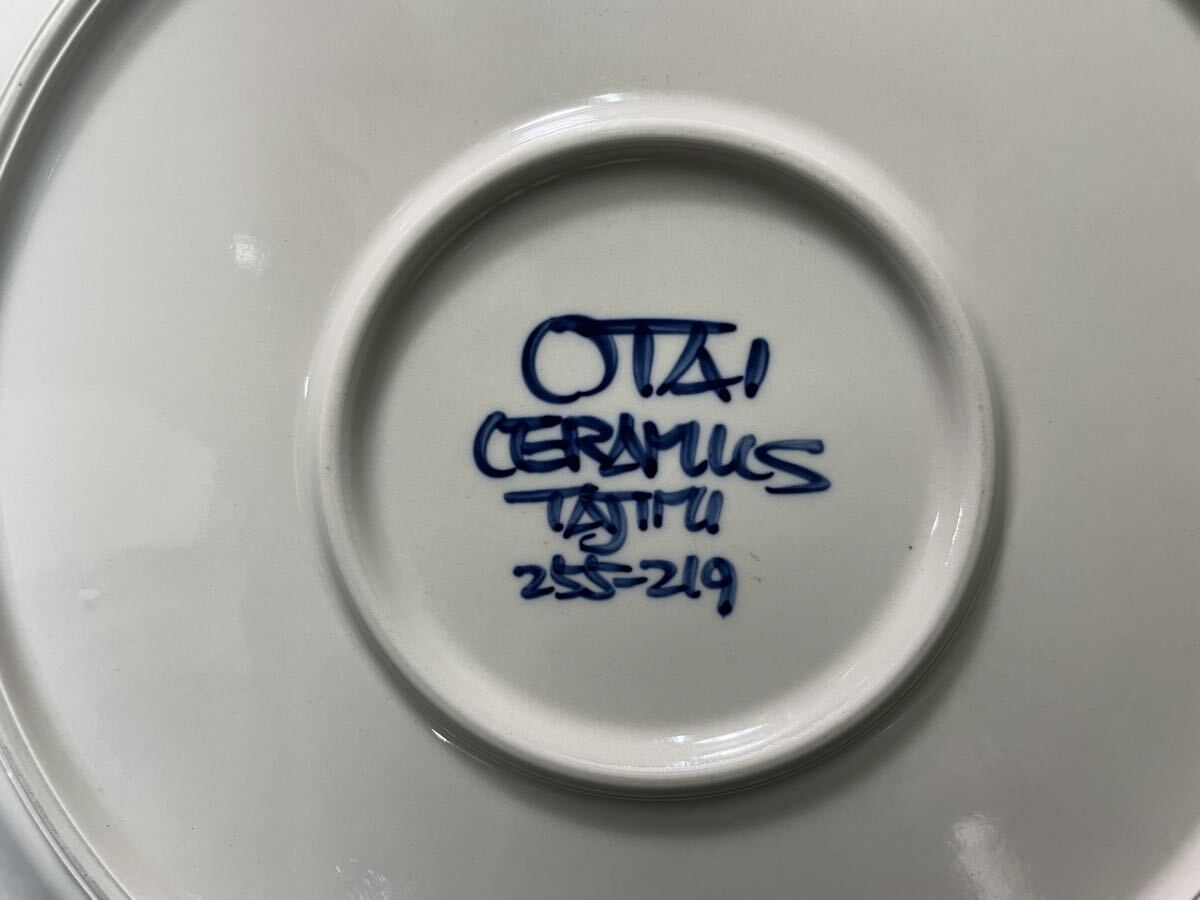 OTAI
CERAMICS
TAJIMI
255-219